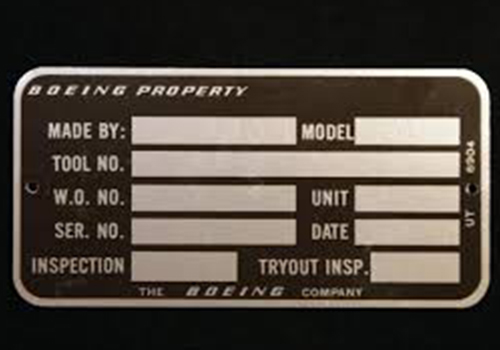 BOEING PROPERTY
MADE BY: MODEL
TOOL NO.
W.O. NO. UNIT
SER. NO. DATE
INSPECTION TRYOUT INSP.
THE BOEING COMPANY
UT 6904